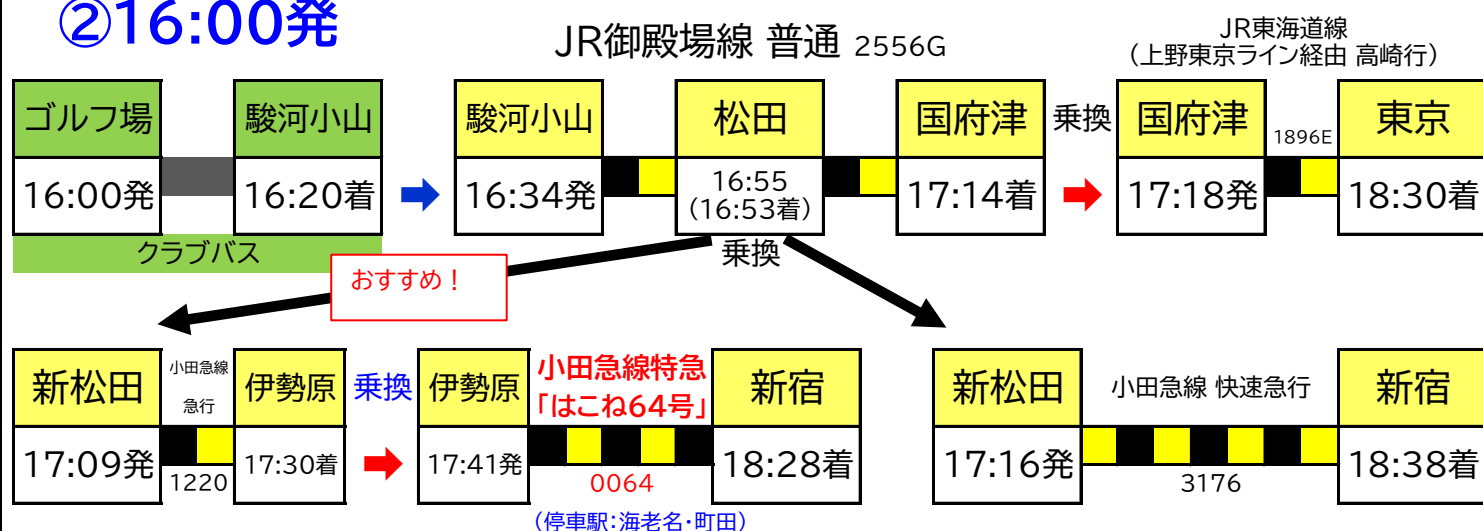 ②16:00発
JR御殿場線 普通 2556G
JR東海道線
(上野東京ライン経由 高崎行)
ゴルフ場
駿河小山
駿河小山
松田
国府津
乗換
国府津
1896E
東京
16:00発
16:20着
16:34発
16:55
(16:53着)
17:14着
17:18発
18:30着
クラブバス
乗換
おすすめ！
新松田
小田急線
急行
伊勢原
乗換
伊勢原
小田急線特急
「はこね64号」
新宿
新松田
小田急線 快速急行
新宿
17:09発
1220
17:30着
17:41発
0064
18:28着
17:16発
3176
18:38着
(停車駅:海老名・町田)